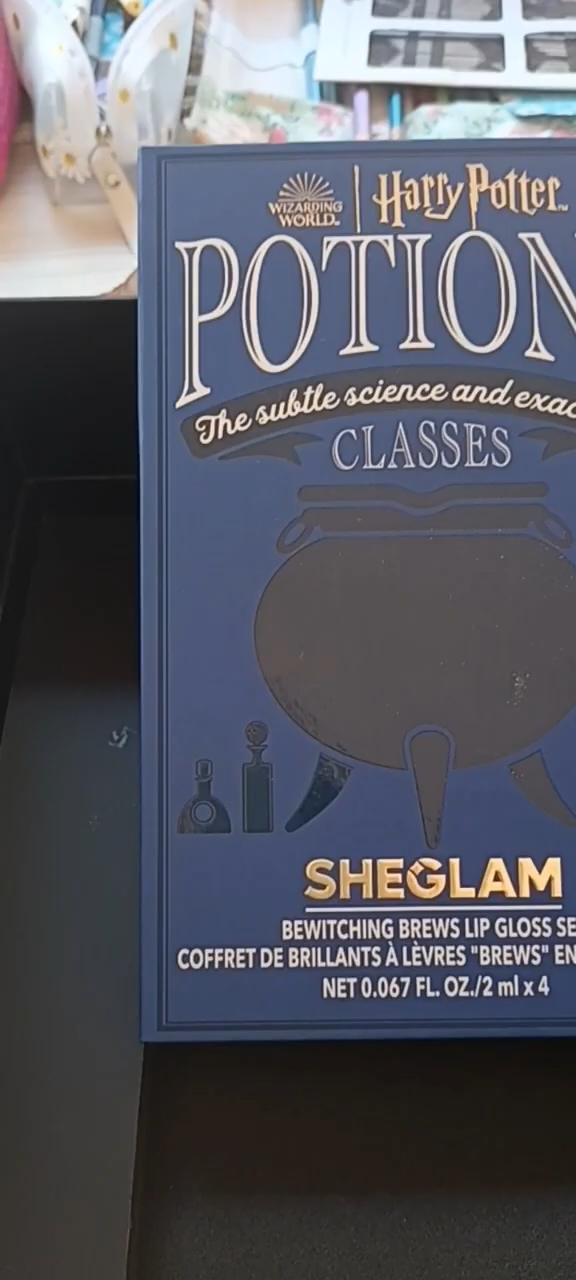 WIZARDING
WORLD
Harry Potter™
POTION
The subtle science and exac
CLASSES
SHEGLAM
BEWITCHING BREWS LIP GLOSS SE
COFFRET DE BRILLANTS À LÈVRES "BREWS" EN
NET 0.067 FL. OZ./2 ml x 4